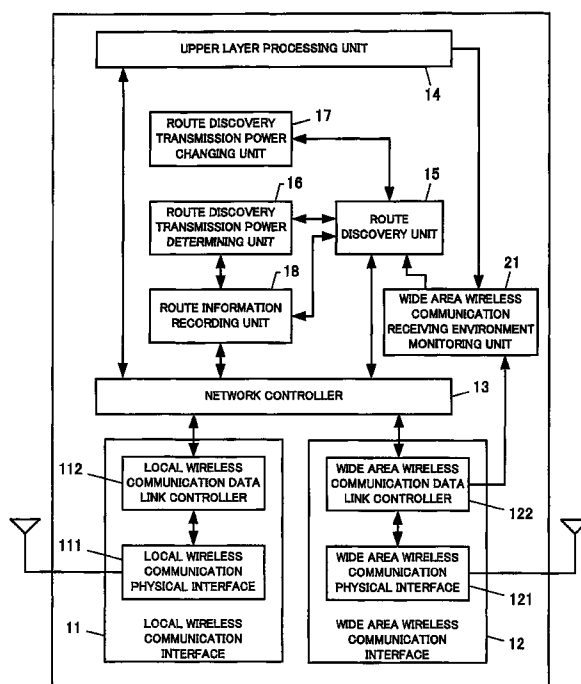 UPPER LAYER PROCESSING UNIT
14
17
ROUTE DISCOVERY
TRANSMISSION POWER
CHANGING UNIT
16
15
ROUTE DISCOVERY
TRANSMISSION POWER
DETERMINING UNIT
ROUTE
DISCOVERY UNIT
18
21
ROUTE INFORMATION
RECORDING UNIT
WIDE AREA WIRELESS
COMMUNICATION
RECEIVING ENVIRONMENT
MONITORING UNIT
NETWORK CONTROLLER
13
112
LOCAL WIRELESS
COMMUNICATION DATA
LINK CONTROLLER
WIDE AREA WIRELESS
COMMUNICATION DATA
LINK CONTROLLER
122
111
LOCAL WIRELESS
COMMUNICATION
PHYSICAL INTERFACE
WIDE AREA WIRELESS
COMMUNICATION
PHYSICAL INTERFACE
121
11
LOCAL WIRELESS
COMMUNICATION
INTERFACE
WIDE AREA WIRELESS
COMMUNICATION
INTERFACE
12